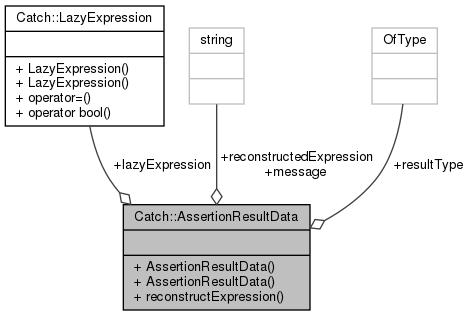 Catch::LazyExpression
+ LazyExpression()
+ LazyExpression()
+ operator=()
+ operator bool()
string
OfType
+lazyExpression
+reconstructedExpression
+message
+resultType
Catch::AssertionResultData
+ AssertionResultData()
+ AssertionResultData()
+ reconstructExpression()